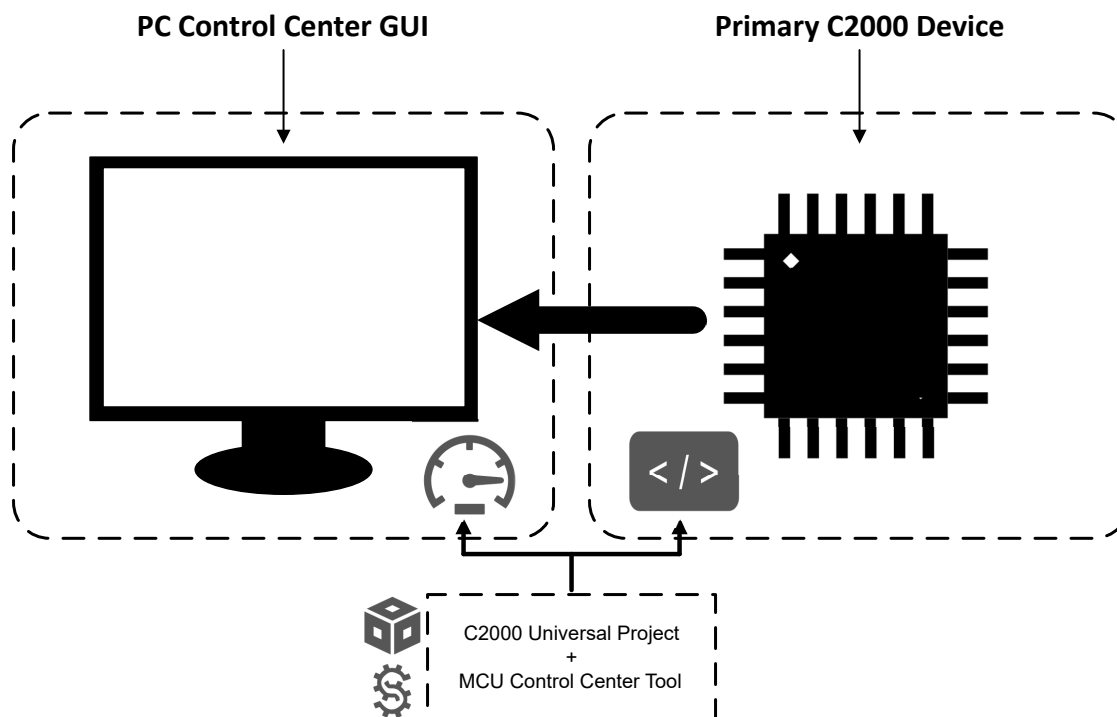 PC Control Center GUI
Primary C2000 Device
< / >
C2000 Universal Project
+
MCU Control Center Tool